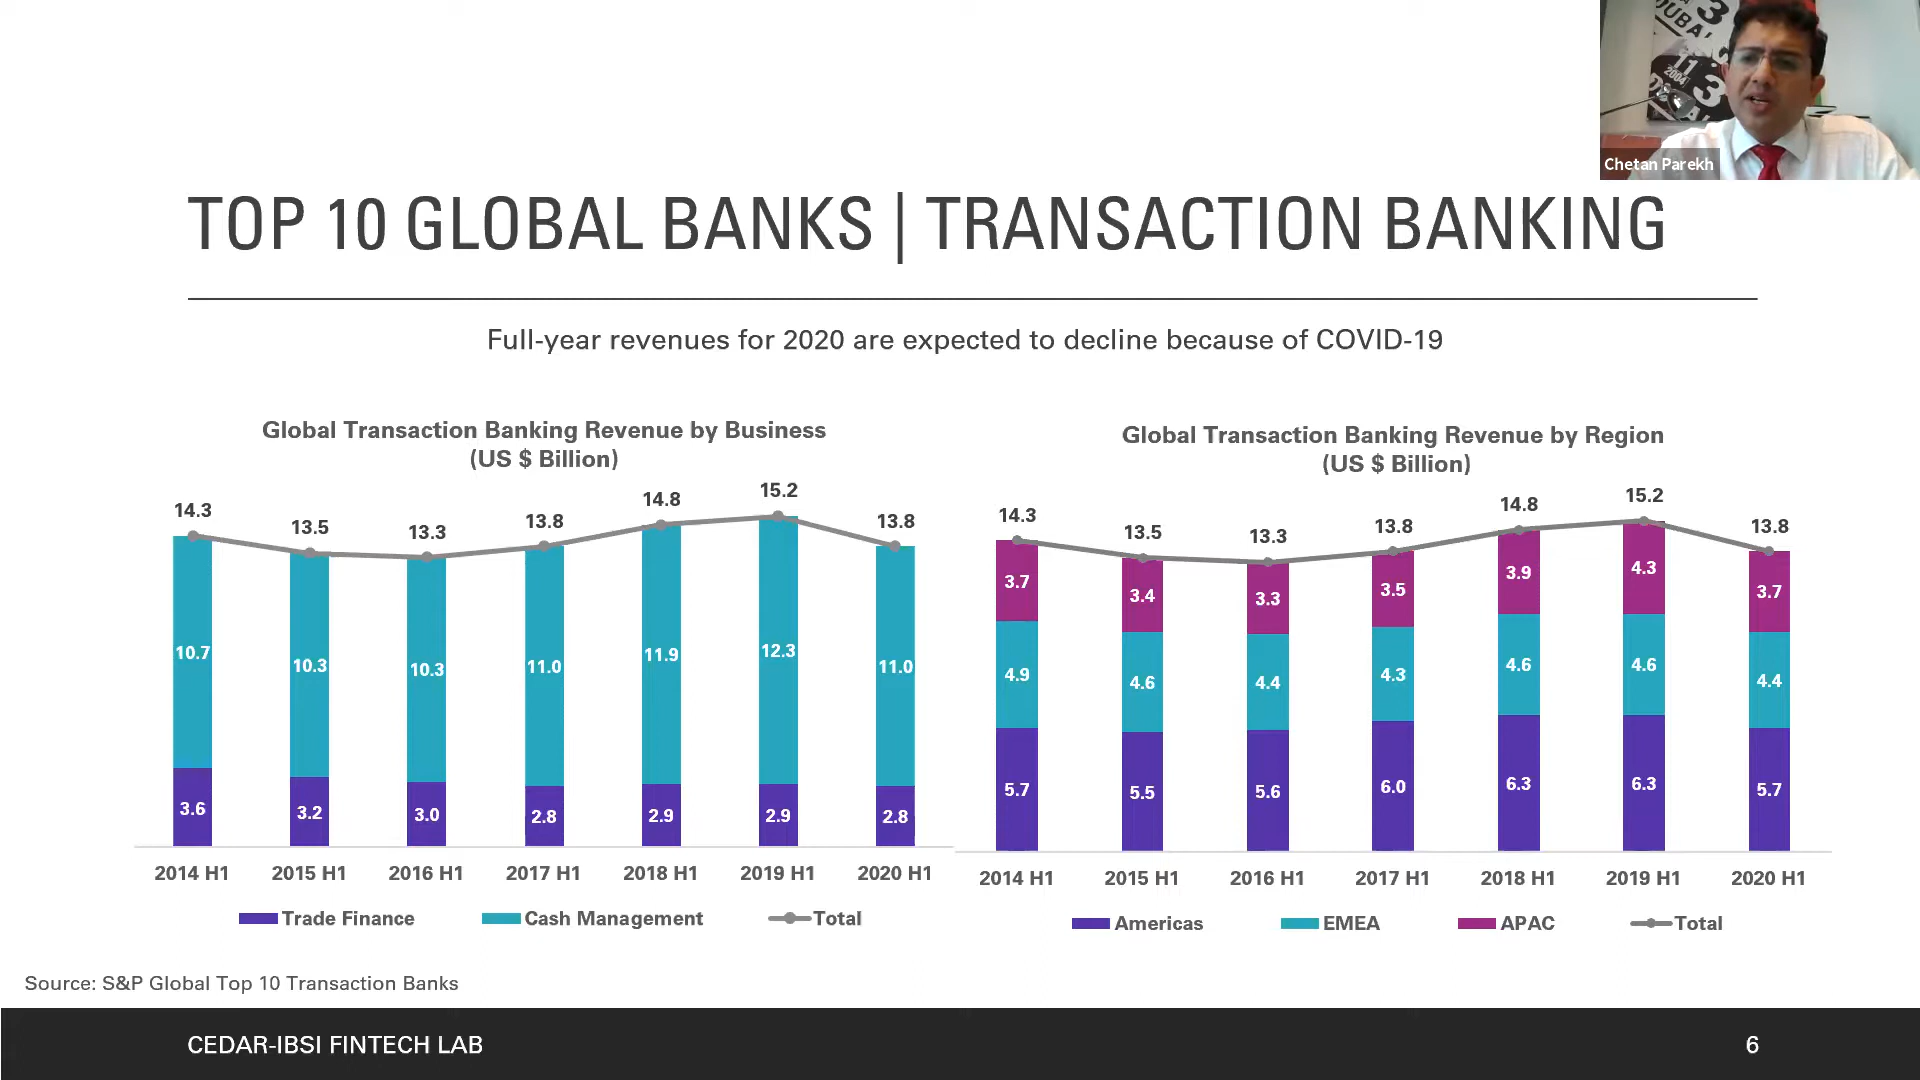 DUBAI
3
11
2004
3
Chetan Parekh
TOP 10 GLOBAL BANKS | TRANSACTION BANKING
Full-year revenues for 2020 are expected to decline because of COVID-19
Global Transaction Banking Revenue by Business
(US $ Billion)
14.3 13.5 13.3 13.8 14.8 15.2 13.8
10.7 10.3 10.3 11.0 11.9 12.3 11.0
3.6 3.2 3.0 2.8 2.9 2.9 2.8
2014 H1 2015 H1 2016 H1 2017 H1 2018 H1 2019 H1 2020 H1
Trade Finance Cash Management Total
Global Transaction Banking Revenue by Region
(US $ Billion)
14.3 13.5 13.3 13.8 14.8 15.2 13.8
3.7 3.4 3.3 3.5 3.9 4.3 3.7
4.9 4.6 4.4 4.3 4.6 4.6 4.4
5.7 5.5 5.6 6.0 6.3 6.3 5.7
2014 H1 2015 H1 2016 H1 2017 H1 2018 H1 2019 H1 2020 H1
Americas EMEA APAC Total
Source: S&P Global Top 10 Transaction Banks
CEDAR-IBSI FINTECH LAB
6